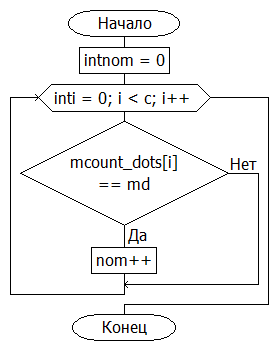 Начало
intnom = 0
inti = 0; i < c; i++
mcount_dots[i]
== md
Нет
Да
nom++
Конец